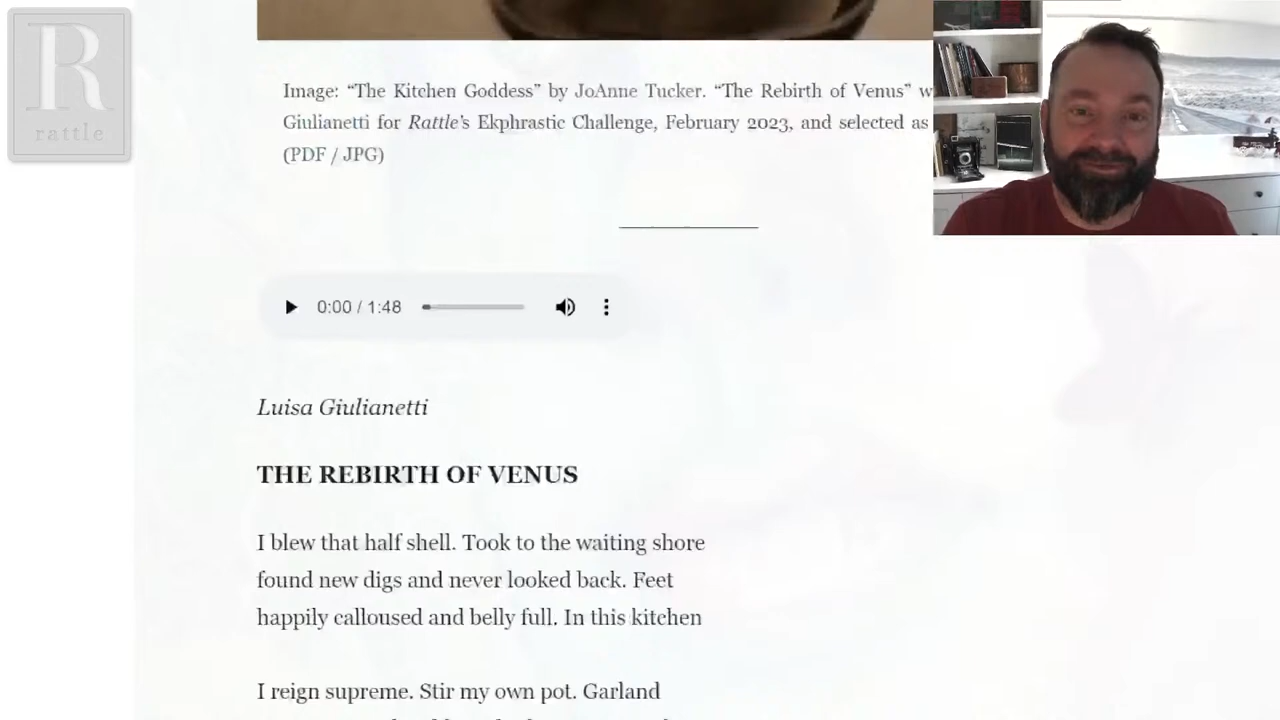 R
rattle
Image: “The Kitchen Goddess” by JoAnne Tucker. “The Rebirth of Venus” w
Giulianetti for Rattle’s Ekphrastic Challenge, February 2023, and selected as
(PDF / JPG)
0:00 / 1:48
Luisa Giulianetti
THE REBIRTH OF VENUS
I blew that half shell. Took to the waiting shore
found new digs and never looked back. Feet
happily calloused and belly full. In this kitchen
I reign supreme. Stir my own pot. Garland